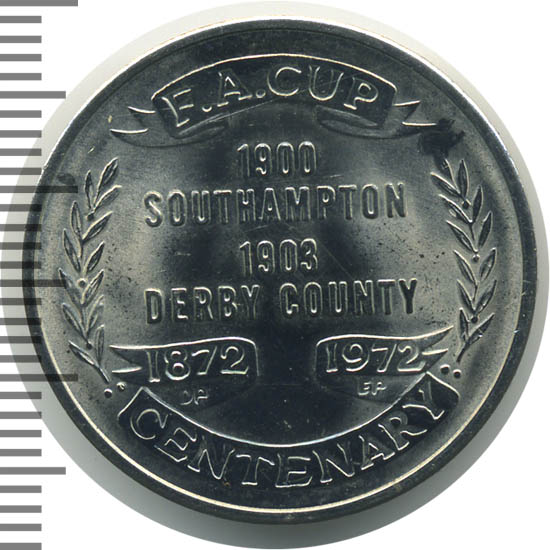 F.A.CUP
1900
SOUTHAMPTON
1903
DERBY COUNTY
1872 1972
CENTENARY